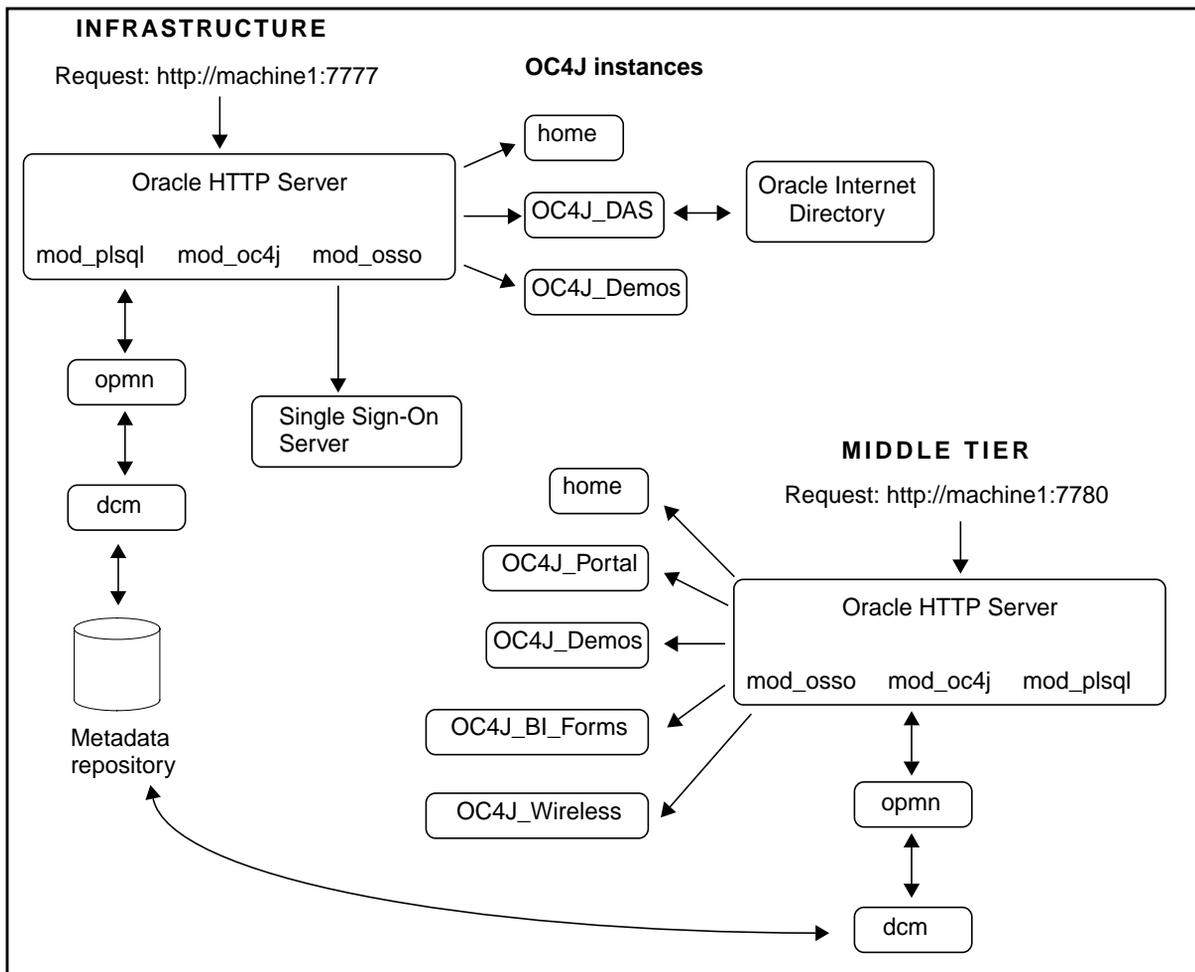 INFRASTRUCTURE
Request: http://machine1:7777
OC4J instances
home
Oracle HTTP Server
mod_plsql mod_oc4j mod_osso
OC4J_DAS
Oracle Internet
Directory
OC4J_Demos
opmn
Single Sign-On
Server
dcm
Metadata
repository
MIDDLE TIER
Request: http://machine1:7780
home
OC4J_Portal
Oracle HTTP Server
OC4J_Demos
mod_osso mod_oc4j mod_plsql
OC4J_BI_Forms
OC4J_Wireless
opmn
dcm